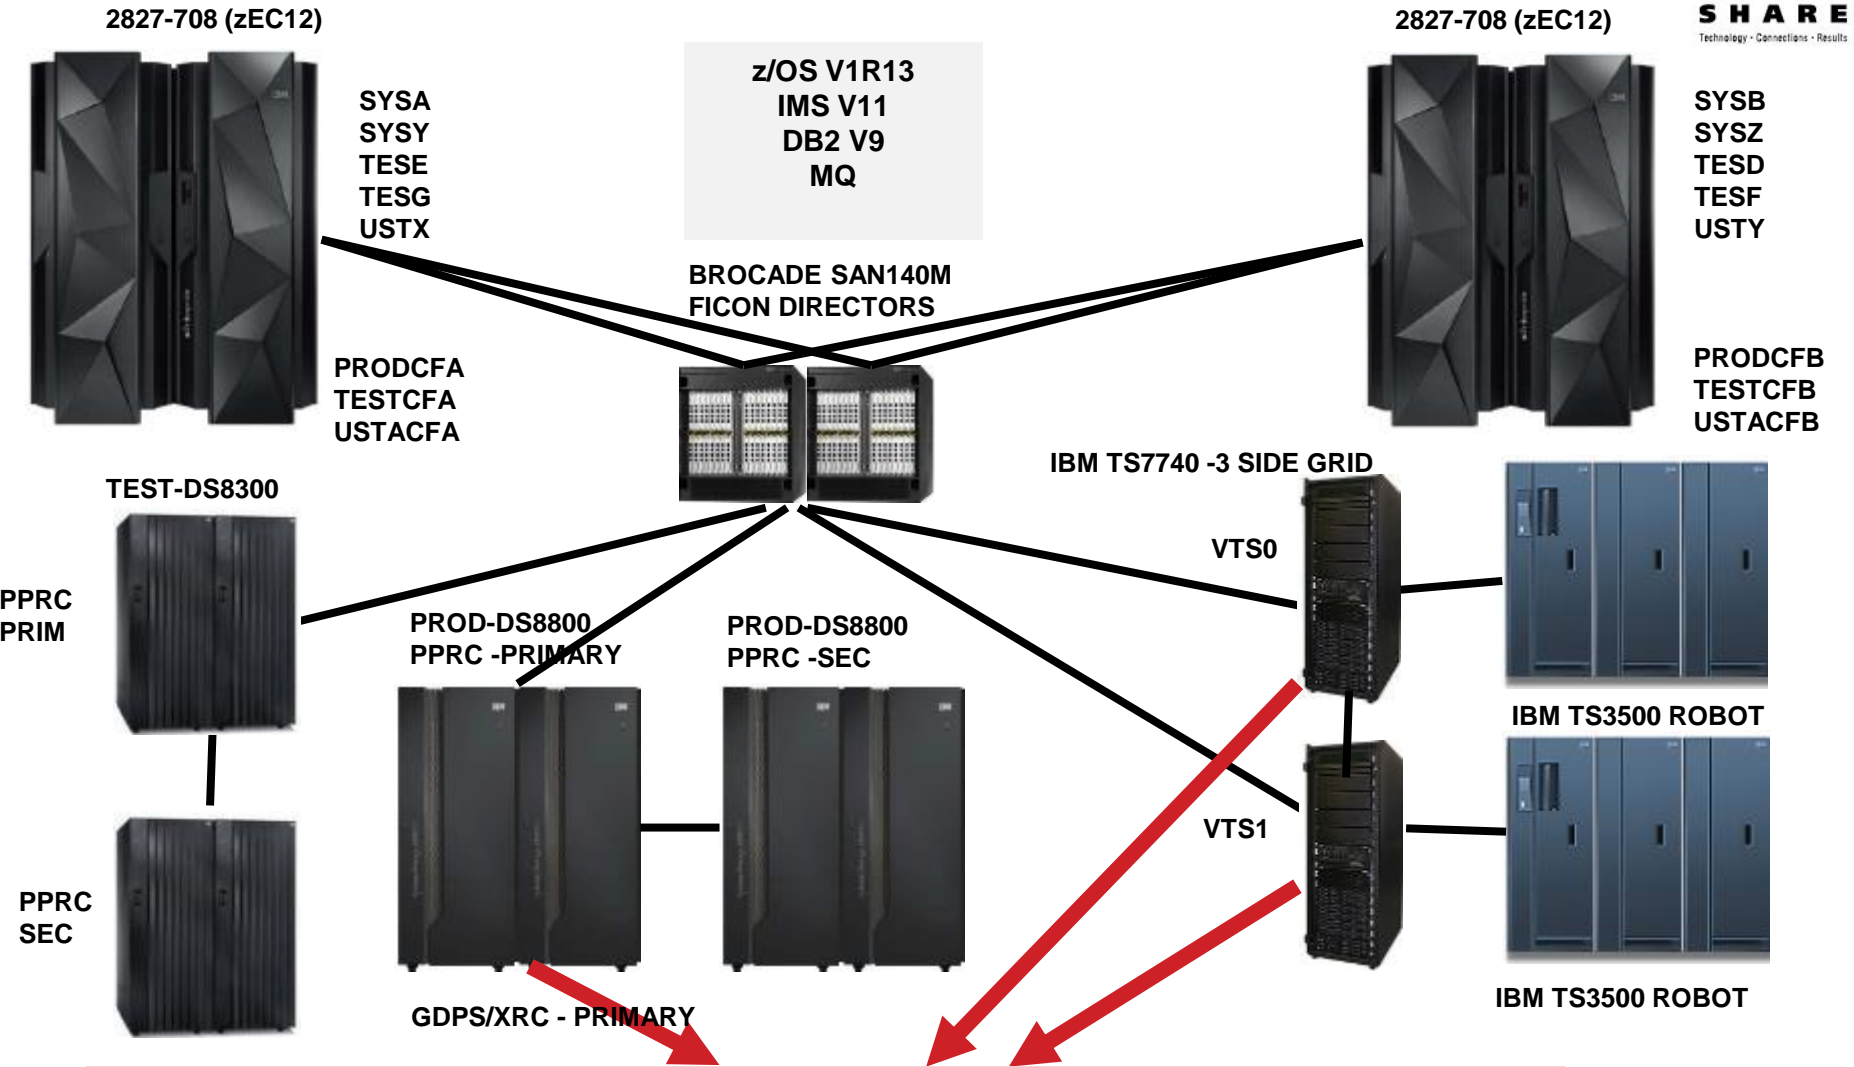 2827-708 (zEC12)
2827-708 (zEC12)
SHARE
Technology · Connections · Results
z/OS V1R13
IMS V11
DB2 V9
MQ
SYSA
SYSY
TESE
TESG
USTX
SYSB
SYSZ
TESD
TESF
USTY
BROCADE SAN140M
FICON DIRECTORS
PRODCFA
TESTCFA
USTACFA
PRODCFB
TESTCFB
USTACFB
IBM TS7740 -3 SIDE GRID
TEST-DS8300
VTS0
PPRC
PRIM
PROD-DS8800
PPRC -PRIMARY
PROD-DS8800
PPRC -SEC
IBM TS3500 ROBOT
VTS1
PPRC
SEC
IBM TS3500 ROBOT
GDPS/XRC - PRIMARY